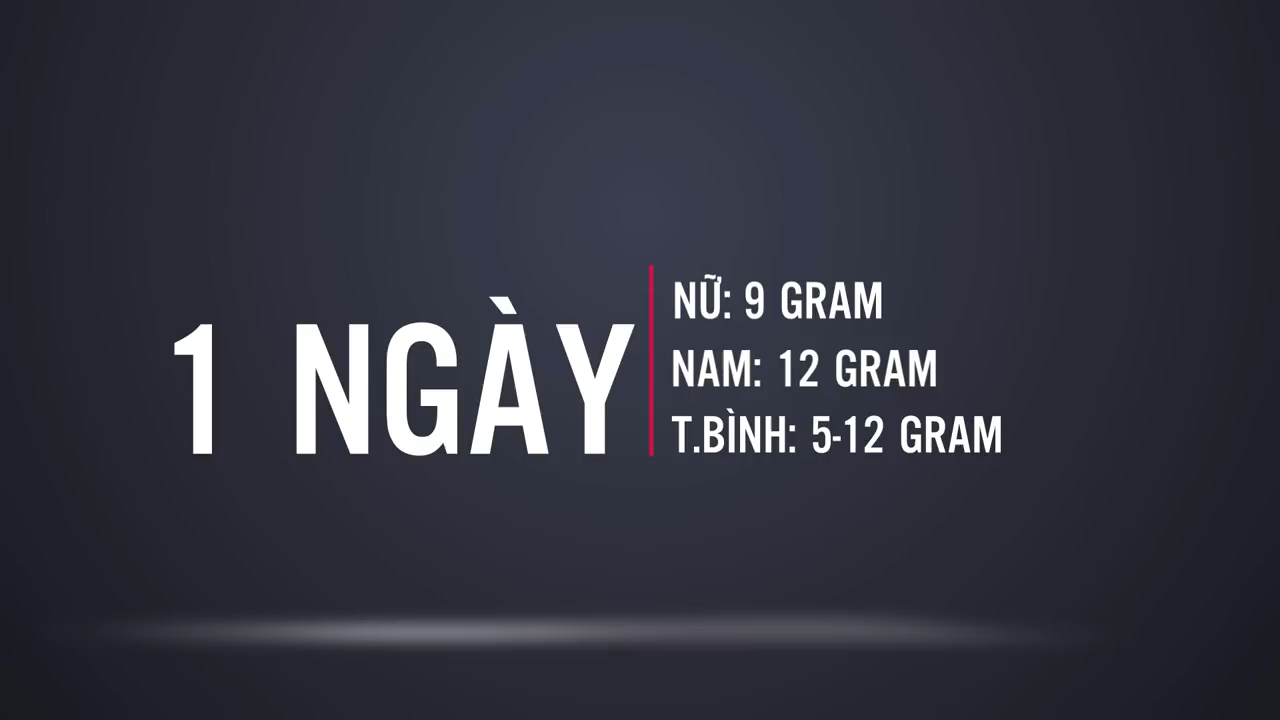 1 NGÀY
NỮ: 9 GRAM
NAM: 12 GRAM
T.BÌNH: 5-12 GRAM